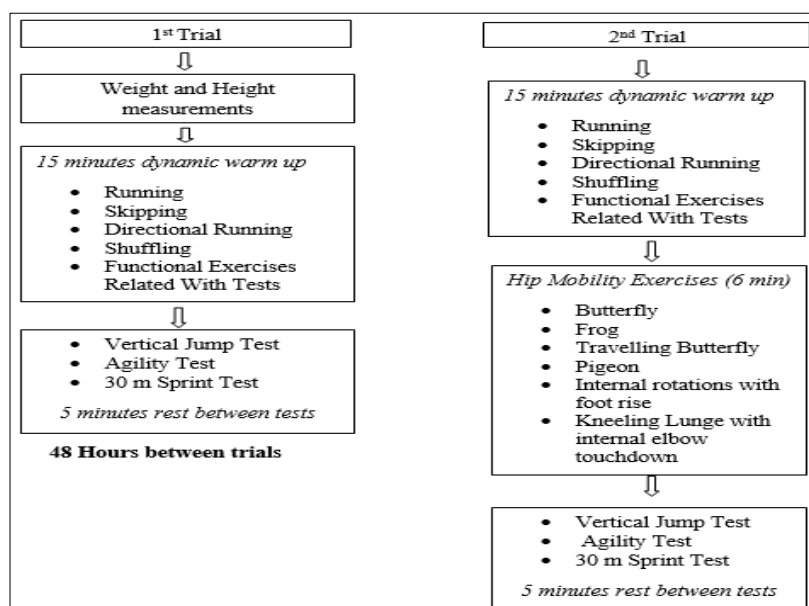 1st Trial
Weight and Height
measurements
15 minutes dynamic warm up
• Running
• Skipping
• Directional Running
• Shuffling
• Functional Exercises
Related With Tests
• Vertical Jump Test
• Agility Test
• 30 m Sprint Test
5 minutes rest between tests
48 Hours between trials
2nd Trial
15 minutes dynamic warm up
• Running
• Skipping
• Directional Running
• Shuffling
• Functional Exercises
Related With Tests
Hip Mobility Exercises (6 min)
• Butterfly
• Frog
• Travelling Butterfly
• Pigeon
• Internal rotations with
foot rise
• Kneeling Lunge with
internal elbow
touchdown
• Vertical Jump Test
• Agility Test
• 30 m Sprint Test
5 minutes rest between tests